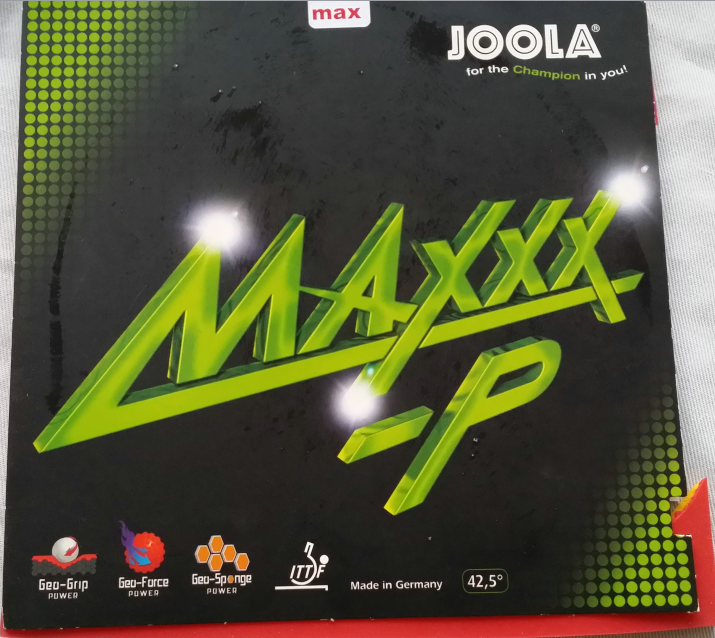 max
JOOLA®
for the Champion in you!
MAXXX
-P
Geo-Grip
POWER
Geo-Force
POWER
Geo-Sponge
POWER
ITTF
Made in Germany
42,5°